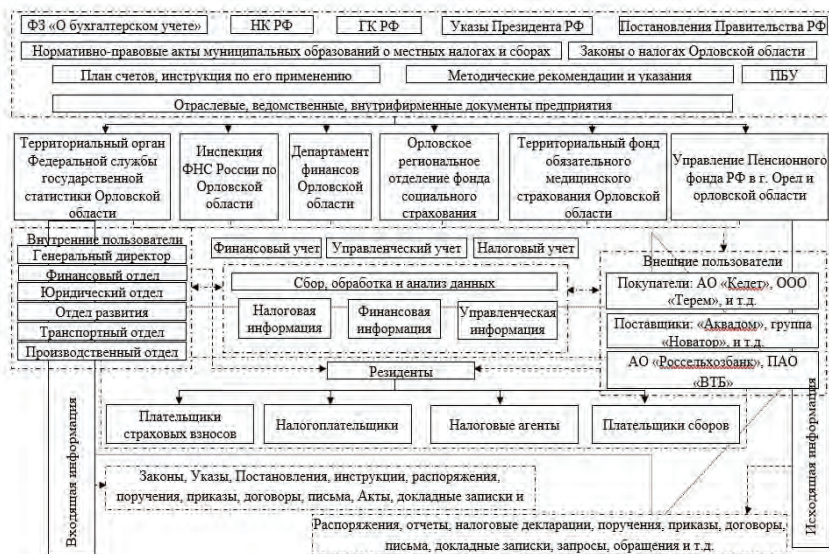 ФЗ «О бухгалтерском учете»
НК РФ
ГК РФ
Указы Президента РФ
Постановления Правительства РФ
Нормативно-правовые акты муниципальных образований о местных налогах и сборах
Законы о налогах Орловской области
План счетов, инструкция по его применению
Методические рекомендации и указания
ПБУ
Отраслевые, ведомственные, внутрифирменные документы предприятия
Территориальный орган
Федеральной службы
государственной
статистики Орловской
области
Инспекция
ФНС России по
Орловской
области
Департамент
финансов
Орловской
области
Орловское
региональное
отделение фонда
социального
страхования
Территориальный фонд
обязательного
медицинского
страхования Орловской
области
Управление Пенсионного
фонда РФ в г. Орел и
орловской области
Внутренние пользователи
Генеральный директор
Финансовый отдел
Юридический отдел
Отдел развития
Транспортный отдел
Производственный отдел
Финансовый учет
Управленческий учет
Налоговый учет
Сбор, обработка и анализ данных
Налоговая
информация
Финансовая
информация
Управленческая
информация
Внешние пользователи
Покупатели: АО «Келет», ООО
«Терем», и т.д.
Поставщики: «Аквадом», группа
«Новатор», и т.д.
АО «Россельхозбанк», ПАО
«ВТБ»
Резиденты
Плательщики
страховых взносов
Налогоплательщики
Налоговые агенты
Плательщики сборов
Входящая информация
Исходящая информация
Законы, Указы, Постановления, инструкции, распоряжения,
поручения, приказы, договоры, письма, Акты, докладные записки и
Распоряжения, отчеты, налоговые декларации, поручения, приказы, договоры,
письма, докладные записки, запросы, обращения и т.д.